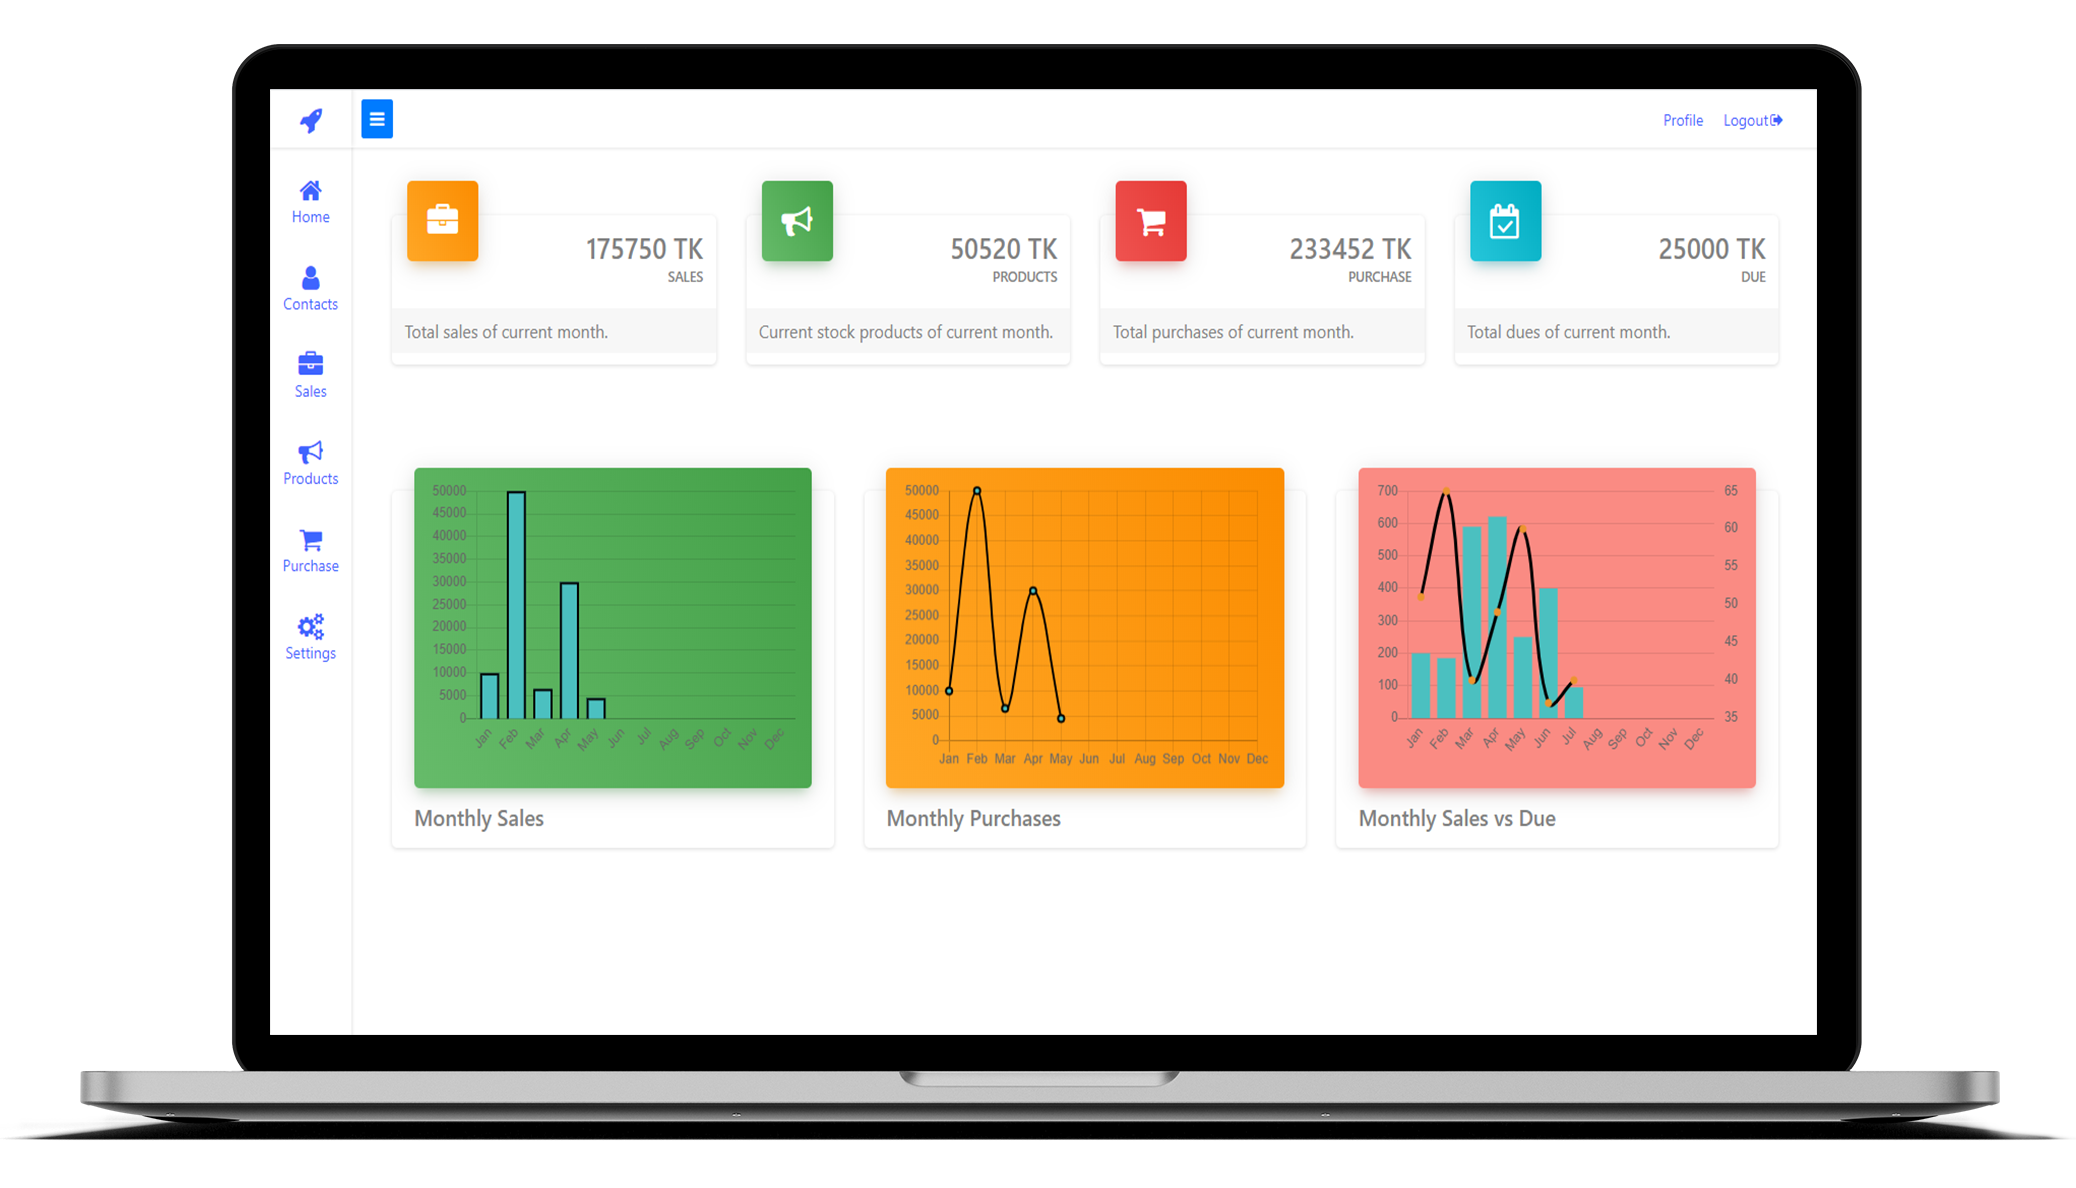 Profile Logout
Home
Contacts
Sales
Products
Purchase
Settings
175750 TK
SALES
Total sales of current month.
50520 TK
PRODUCTS
Current stock products of current month.
233452 TK
PURCHASE
Total purchases of current month.
25000 TK
DUE
Total dues of current month.
50000
45000
40000
35000
30000
25000
20000
15000
10000
5000
0
Jan Feb Mar Apr May Jun Jul Aug Sep Oct Nov Dec
Monthly Sales
50000
45000
40000
35000
30000
25000
20000
15000
10000
5000
0
Jan Feb Mar Apr May Jun Jul Aug Sep Oct Nov Dec
Monthly Purchases
700
600
500
400
300
200
100
0
65
60
55
50
45
40
35
Jan Feb Mar Apr May Jun Jul Aug Sep Oct Nov Dec
Monthly Sales vs Due